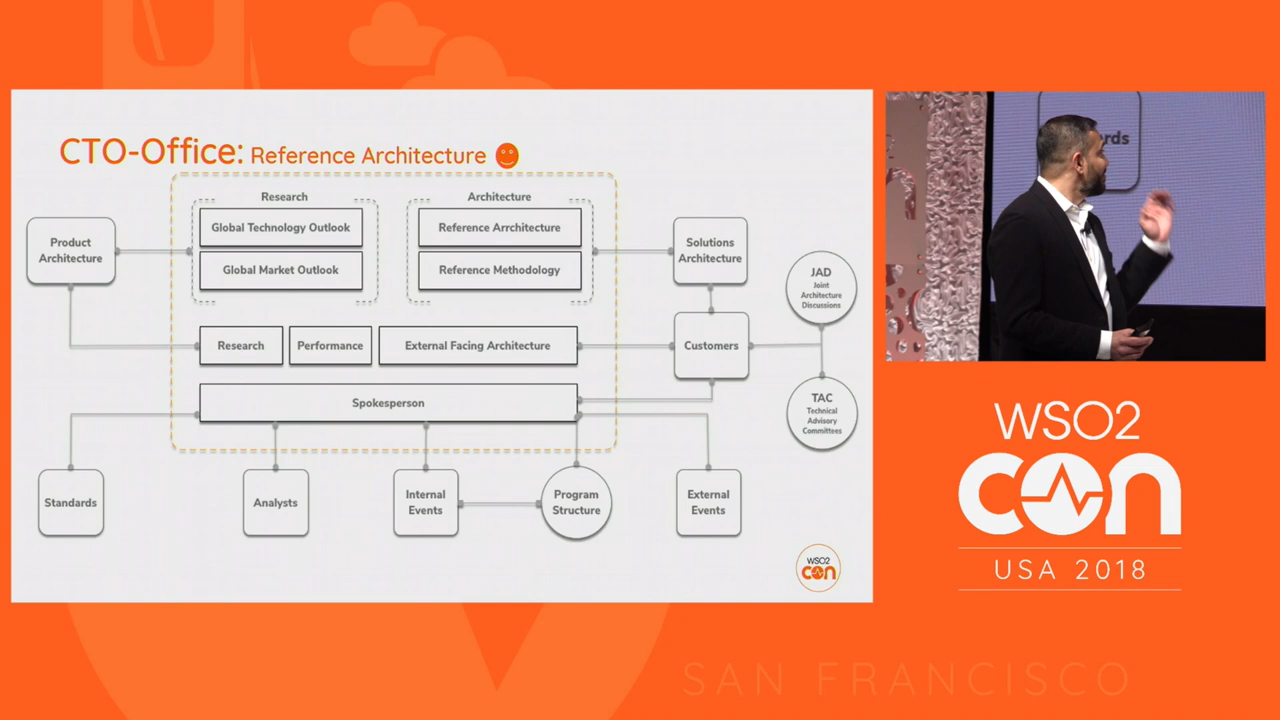 CTO-Office: Reference Architecture
Research
Architecture
Global Technology Outlook
Reference Arrchitecture
Global Market Outlook
Reference Methodology
Product
Architecture
Solutions
Architecture
JAD
Joint
Architecture
Discussions
Research
Performance
External Facing Architecture
Customers
Spokesperson
TAC
Technical
Advisory
Committees
Standards
Analysts
Internal
Events
Program
Structure
External
Events
WSO2
con
WSO2
con
USA 2018
SAN FRANCISCO